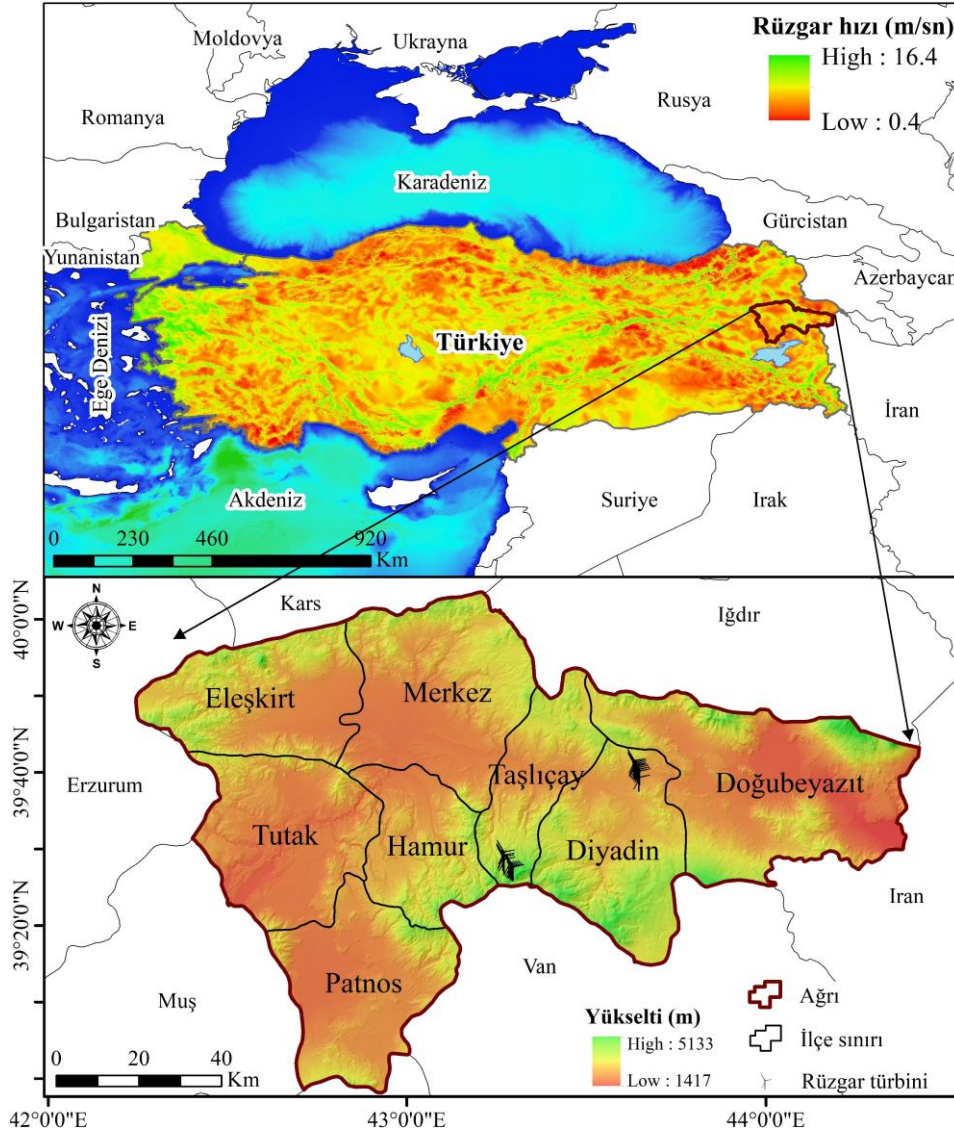 Moldovya
Ukrayna
Rüzgar hızı (m/sn)
High : 16.4
Low : 0.4
Rusya
Romanya
Karadeniz
Bulgaristan
Gürcistan
Yunanistan
Azerbaycan
Türkiye
Ege Denizi
İran
Suriye
Irak
Akdeniz
0 230 460 920
Km
N
W E
S
Kars
Iğdır
40°0'0"N
Eleşkirt
Merkez
39°40'0"N
Erzurum
Taşlıçay
Doğubeyazıt
Tutak
Hamur
Diyadin
39°20'0"N
Iran
Van
Patnos
Muş
Ağrı
Yükselti (m)
High : 5133
Low : 1417
İlçe sınırı
Rüzgar türbini
0 20 40
Km
42°0'0"E 43°0'0"E 44°0'0"E